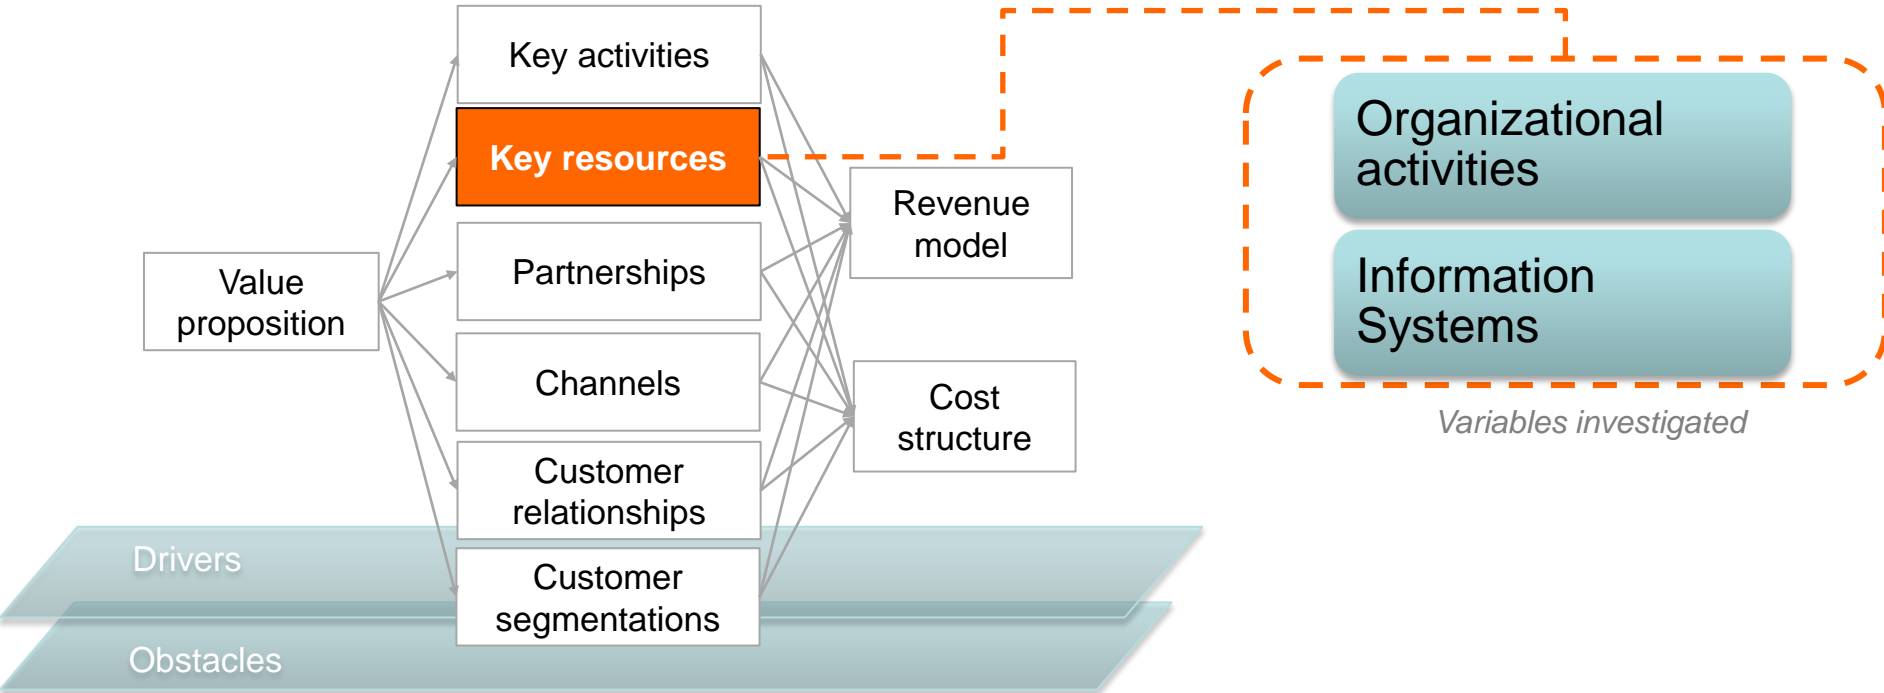 Key activities
Key resources
Partnerships
Channels
Customer
relationships
Customer
segmentations
Value
proposition
Revenue
model
Cost
structure
Drivers
Obstacles
Organizational
activities
Information
Systems
Variables investigated